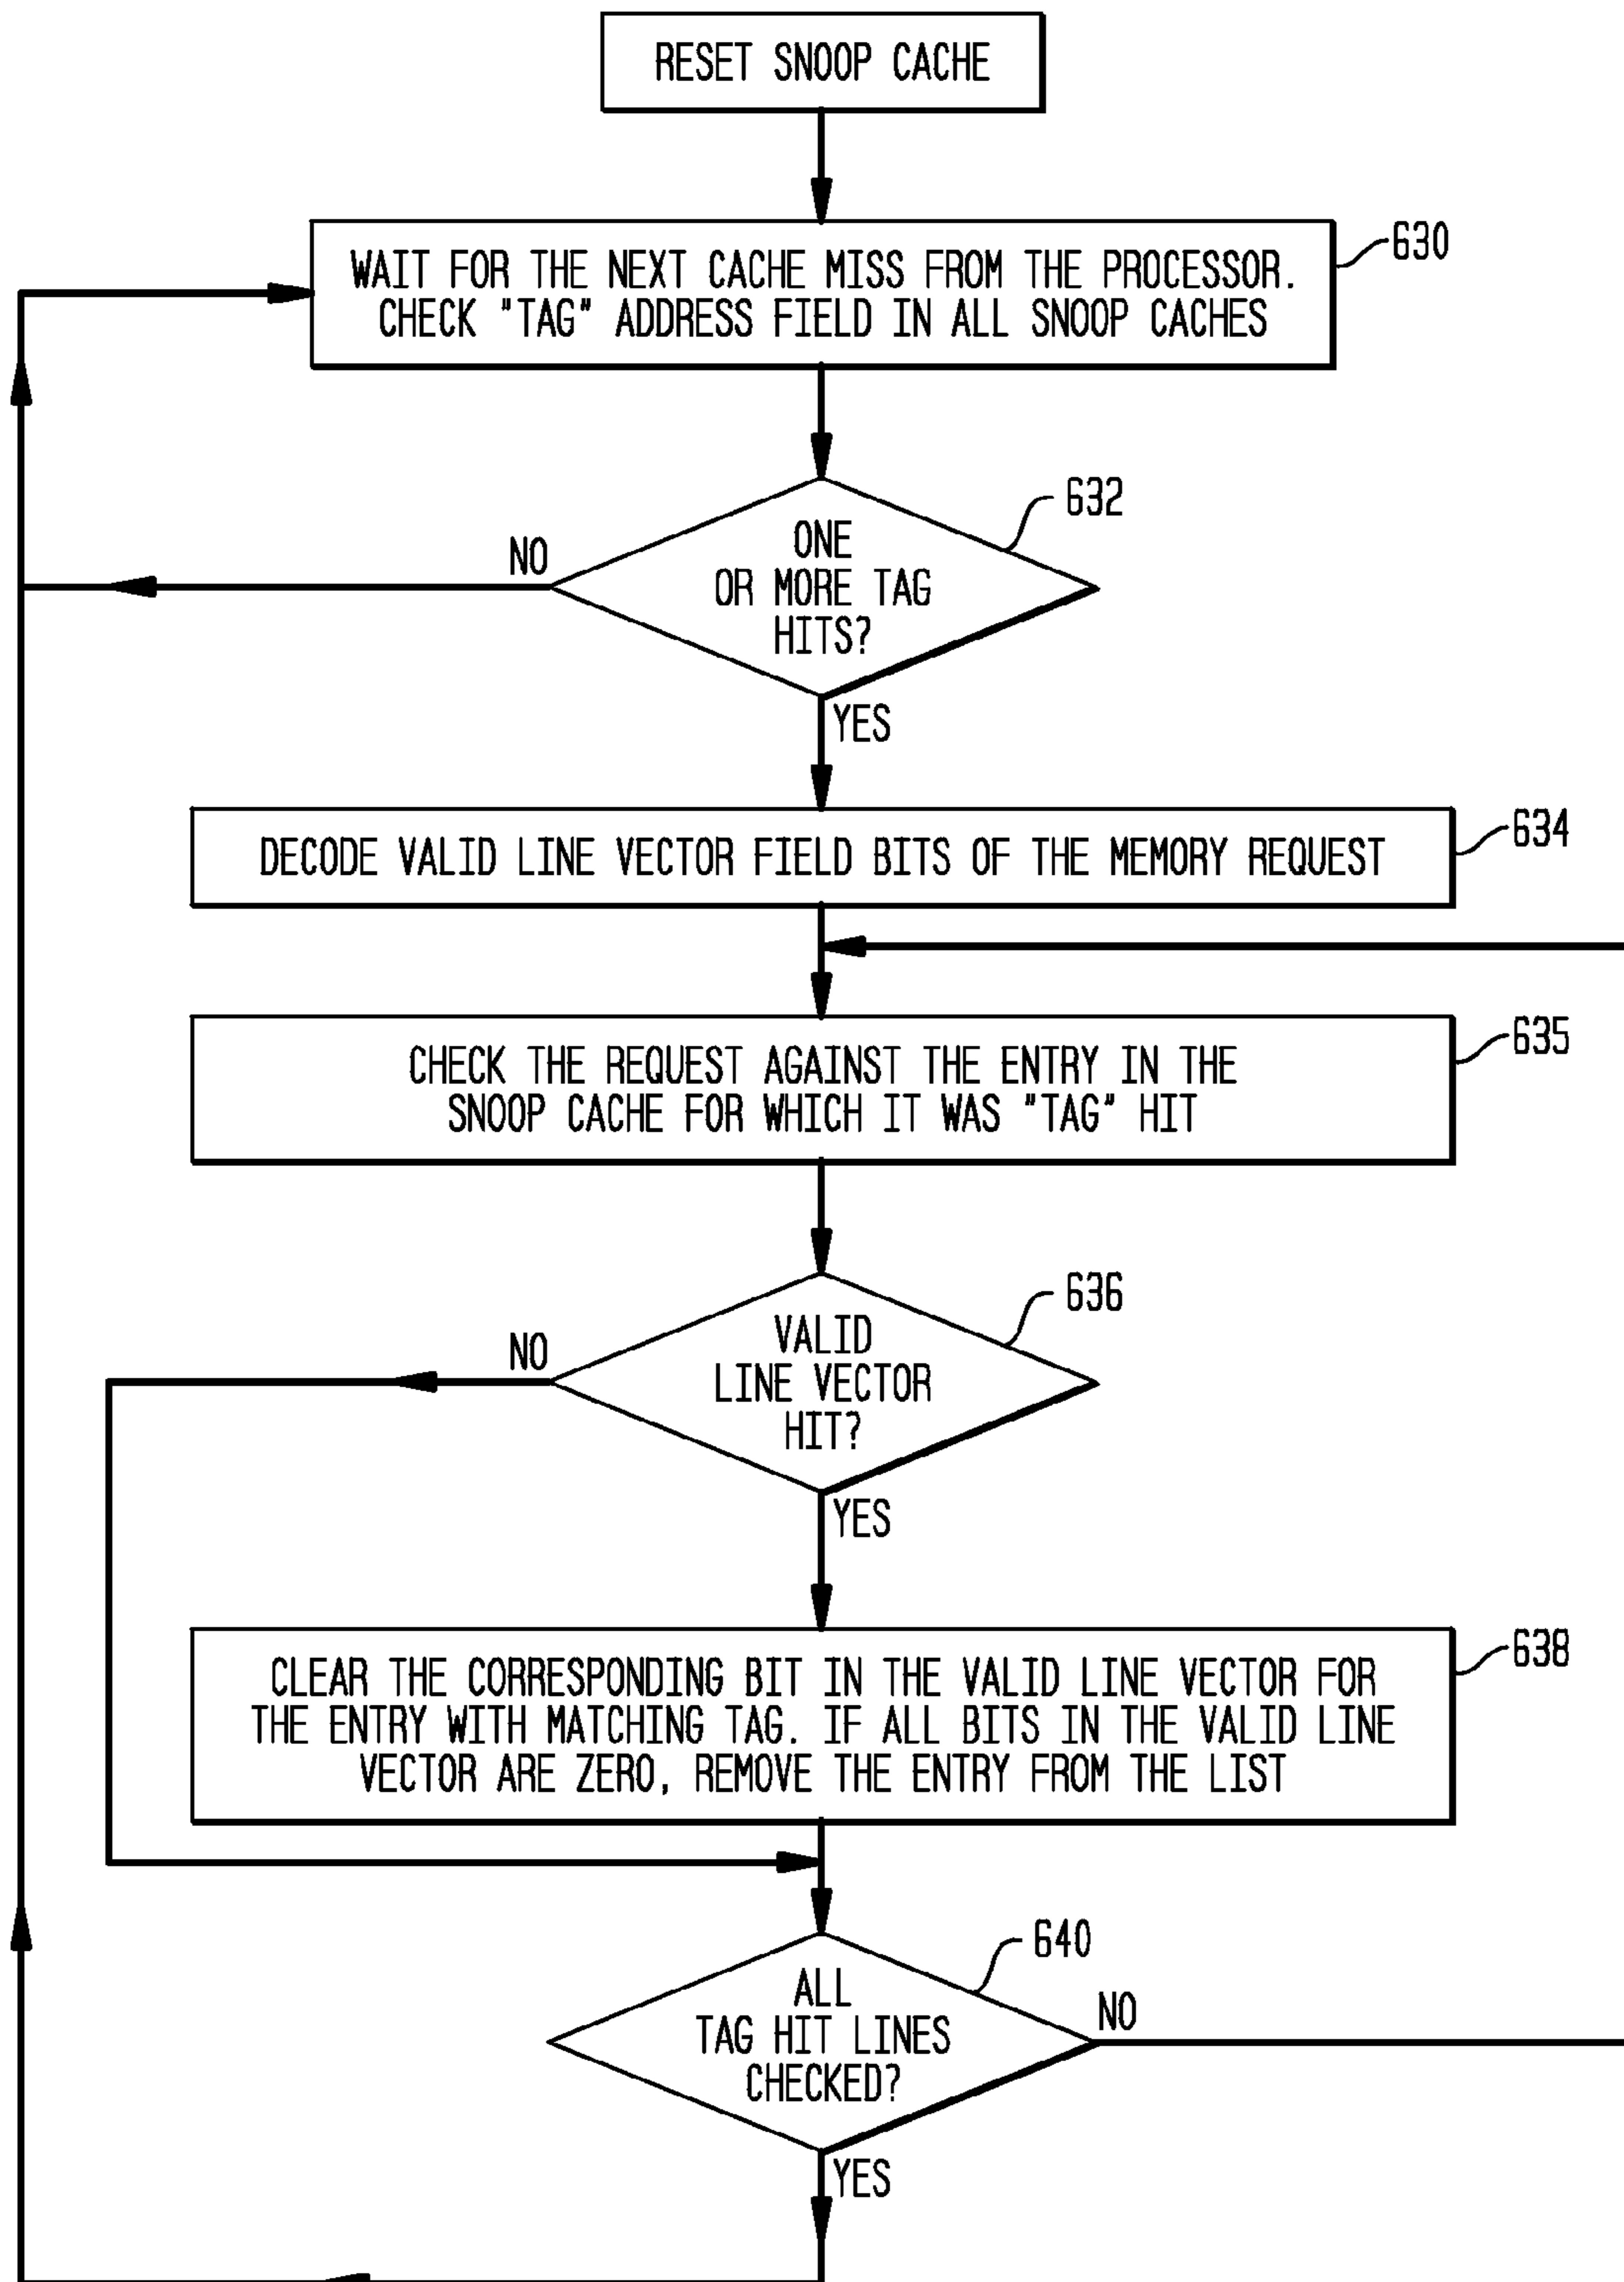 RESET SNOOP CACHE
WAIT FOR THE NEXT CACHE MISS FROM THE PROCESSOR.
CHECK "TAG" ADDRESS FIELD IN ALL SNOOP CACHES
630
ONE
OR MORE TAG
HITS?
632
NO
YES
DECODE VALID LINE VECTOR FIELD BITS OF THE MEMORY REQUEST
634
CHECK THE REQUEST AGAINST THE ENTRY IN THE
SNOOP CACHE FOR WHICH IT WAS "TAG" HIT
635
VALID
LINE VECTOR
HIT?
636
NO
YES
CLEAR THE CORRESPONDING BIT IN THE VALID LINE VECTOR FOR
THE ENTRY WITH MATCHING TAG. IF ALL BITS IN THE VALID LINE
VECTOR ARE ZERO, REMOVE THE ENTRY FROM THE LIST
638
ALL
TAG HIT LINES
CHECKED?
640
NO
YES